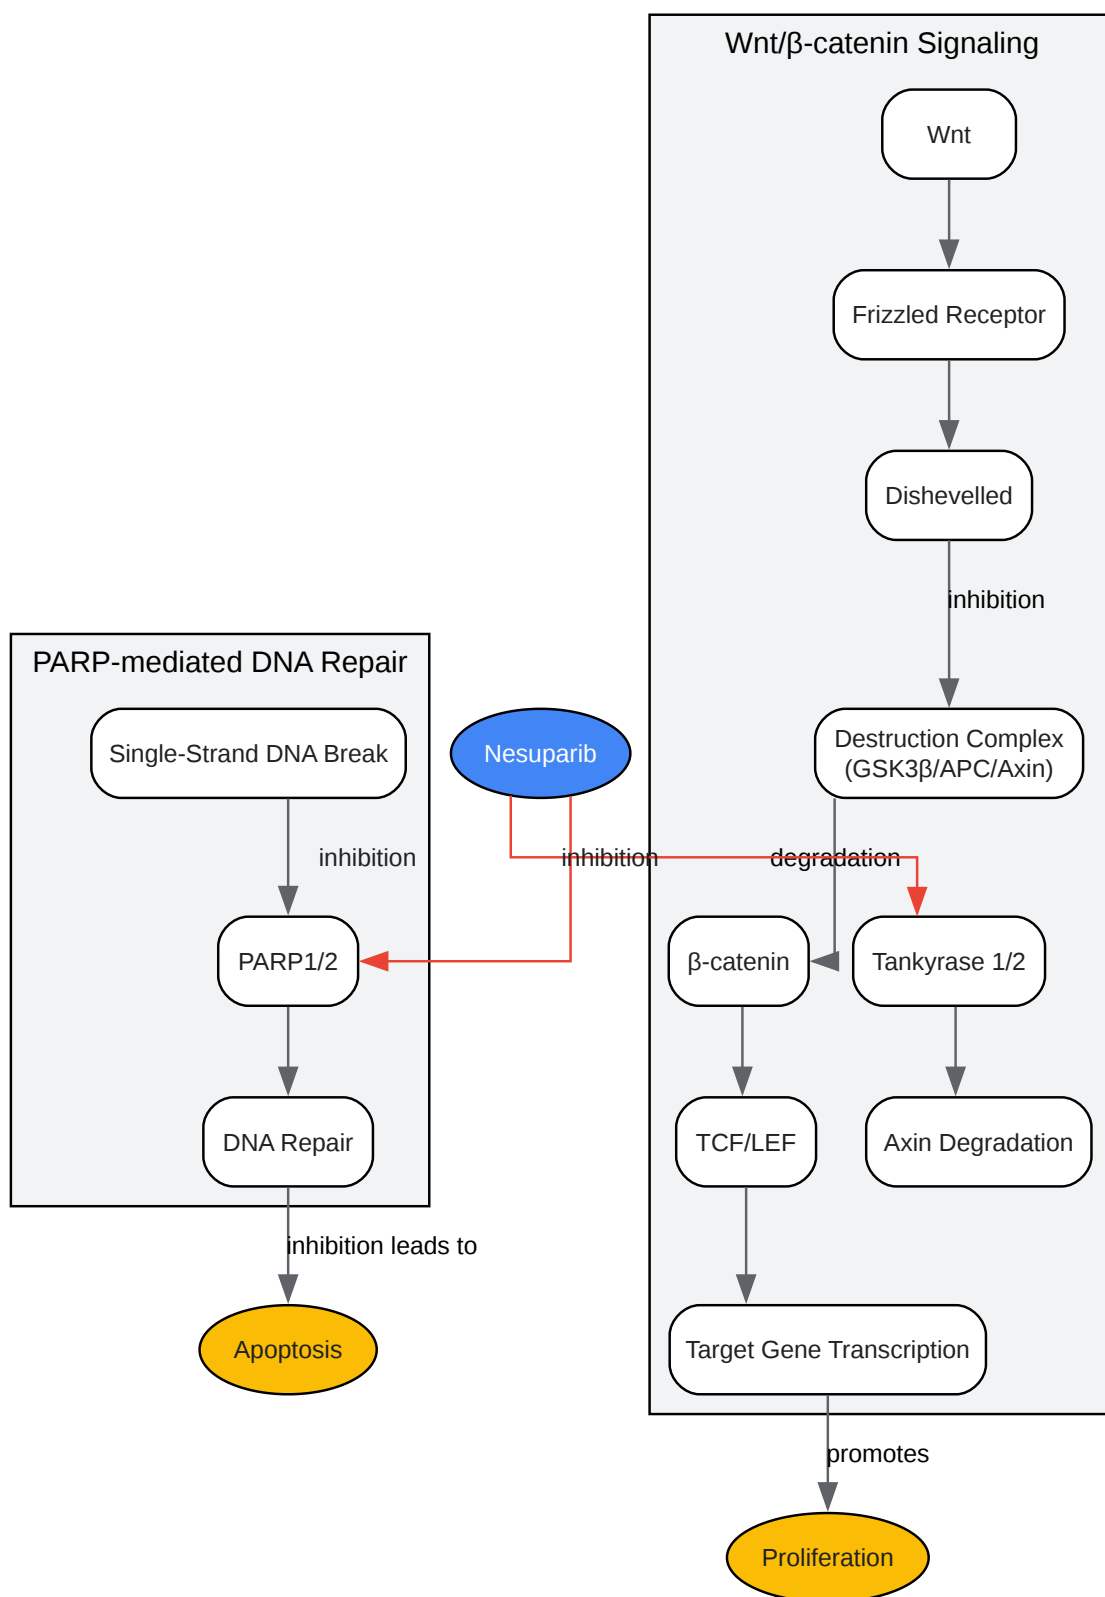 Wnt/β-catenin Signaling
Wnt
Frizzled Receptor
Dishevelled
inhibition
PARP-mediated DNA Repair
Single-Strand DNA Break
Nesuparib
Destruction Complex
(GSK3β/APC/Axin)
inhibition
inhibition
degradation
PARP1/2
β-catenin
Tankyrase 1/2
DNA Repair
TCF/LEF
Axin Degradation
inhibition leads to
Apoptosis
Target Gene Transcription
promotes
Proliferation